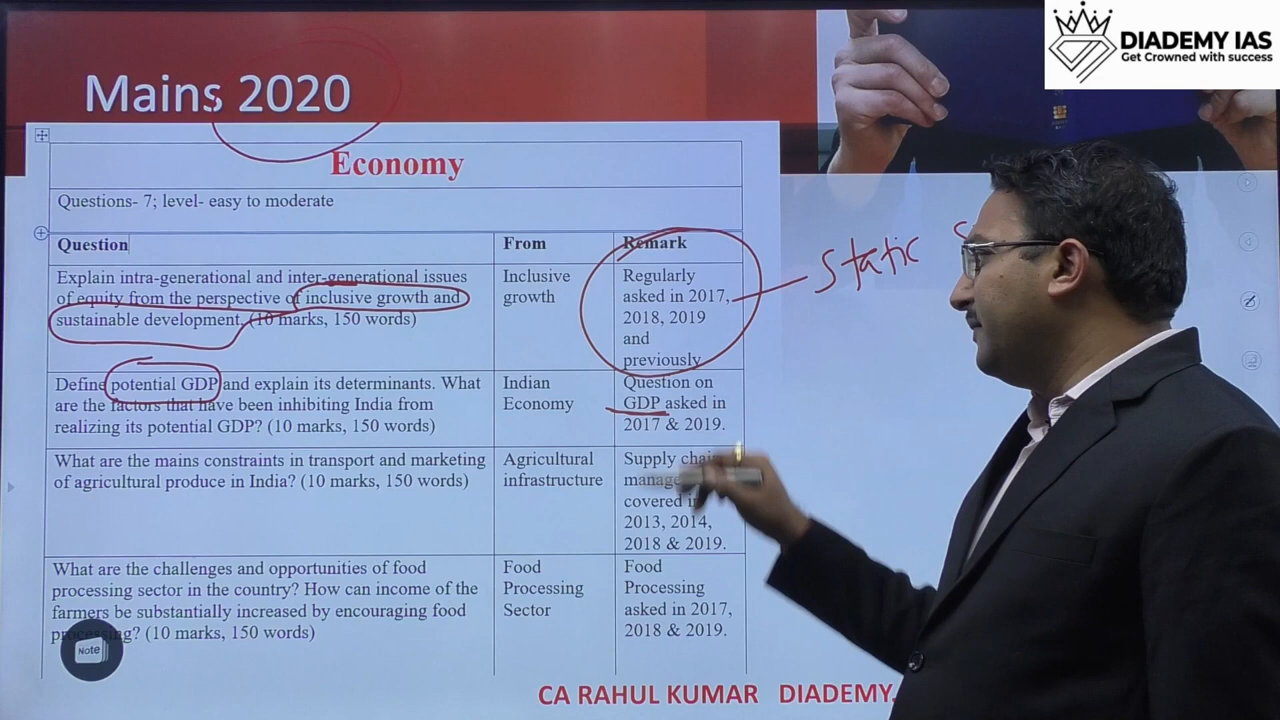 DIADEMY IAS
Get Crowned with success
Mains 2020
Economy
Questions- 7; level- easy to moderate
Question From Remark
Explain intra-generational and inter-generational issues
of equity from the perspective of inclusive growth and
sustainable development. (10 marks, 150 words)
Inclusive
growth
Regularly
asked in 2017,
2018, 2019
and
previously
Static S
Define potential GDP and explain its determinants. What
are the factors that have been inhibiting India from
realizing its potential GDP? (10 marks, 150 words)
Indian
Economy
Question on
GDP asked in
2017 & 2019.
What are the mains constraints in transport and marketing
of agricultural produce in India? (10 marks, 150 words)
Agricultural
infrastructure
Supply chain
covered in
2013, 2014,
2018 & 2019.
What are the challenges and opportunities of food
processing sector in the country? How can income of the
farmers be substantially increased by encouraging food
processing? (10 marks, 150 words)
Food
Processing
Sector
Food
Processing
asked in 2017,
2018 & 2019.
Note
CA RAHUL KUMAR DIADEMY.